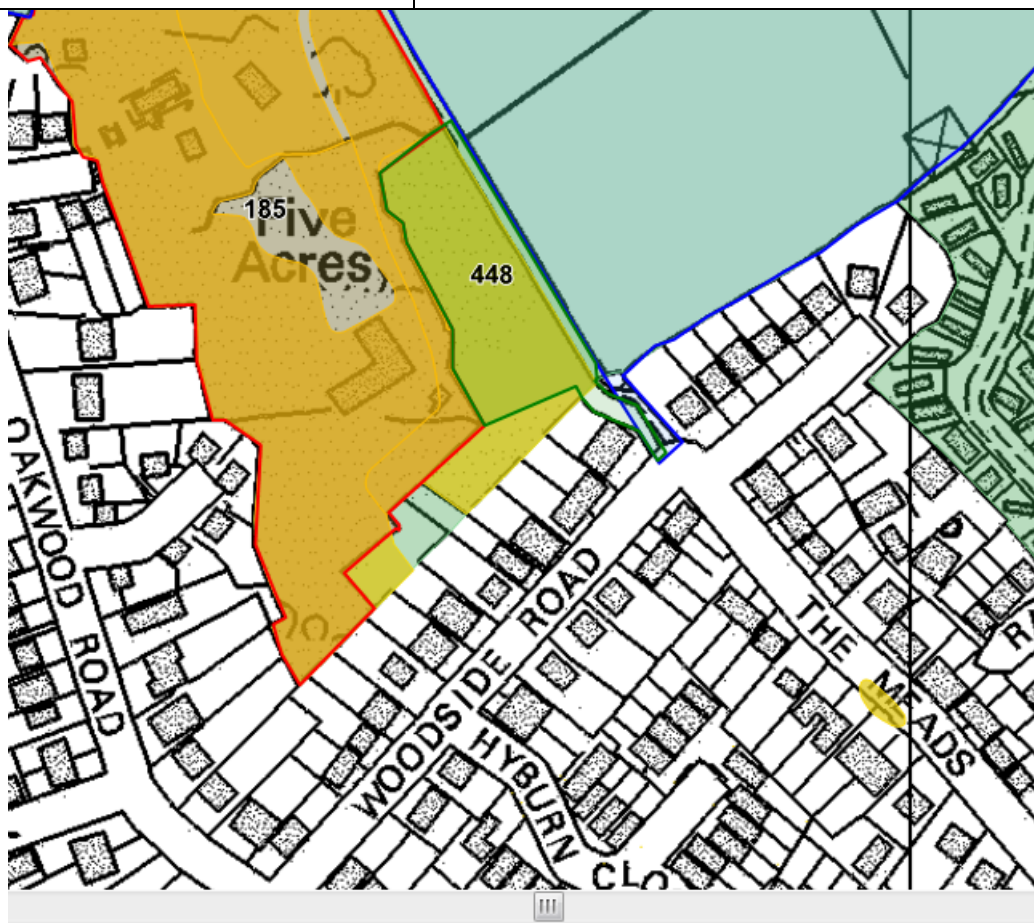 185
Five
Acres
448
OAKWOOD ROAD
WOODSIDE ROAD
THE MEADS
HYBURN
CLO
R